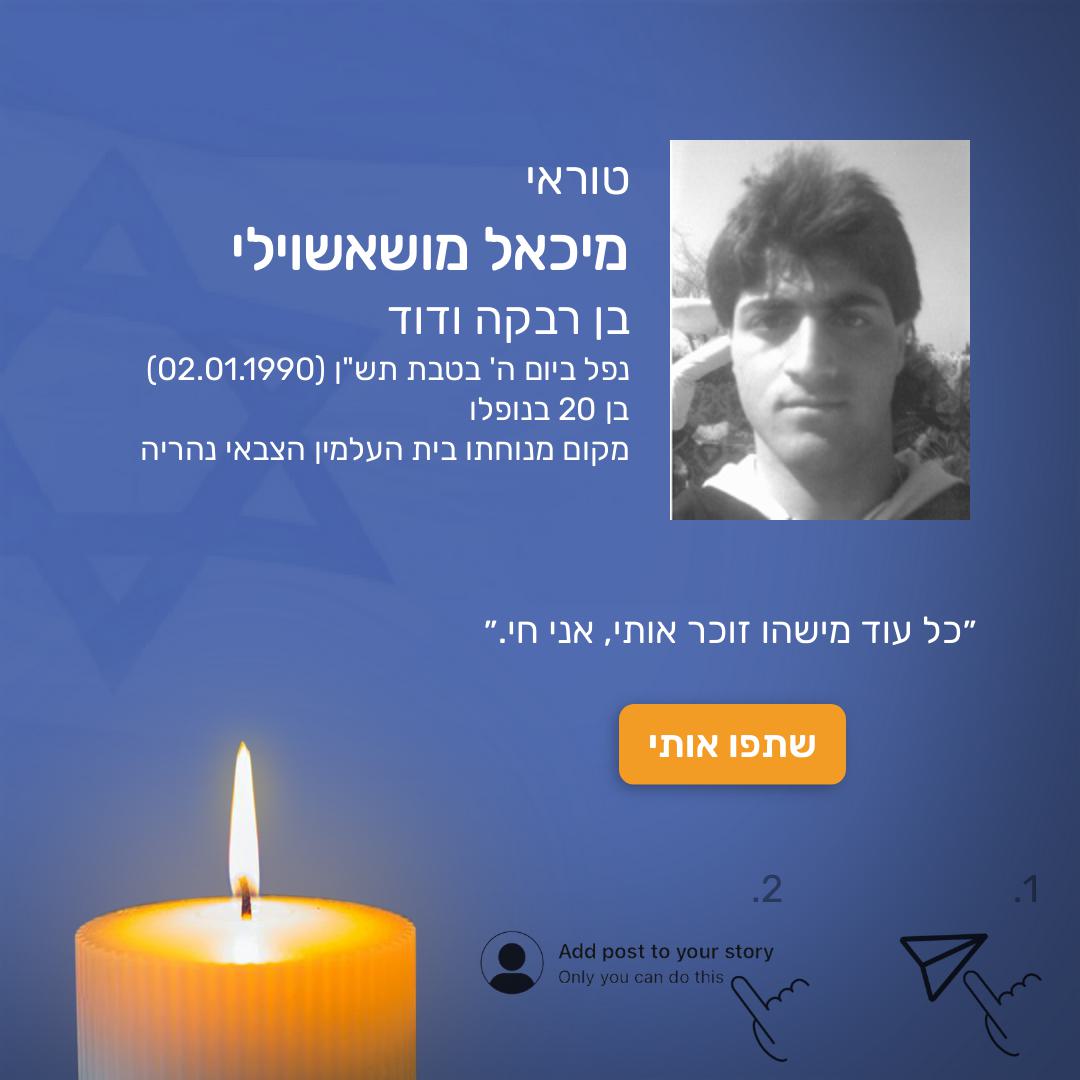 טוראי
מיכאל מושאשוילי
בן רבקה ודוד
נפל ביום ה' בטבת תש"ן (02.01.1990)
בן 20 בנופלו
מקום מנוחתו בית העלמין הצבאי נהריה
״כל עוד מישהו זוכר אותי, אני חי.״
שתפו אותי
.1
.2
Add post to your story
Only you can do this